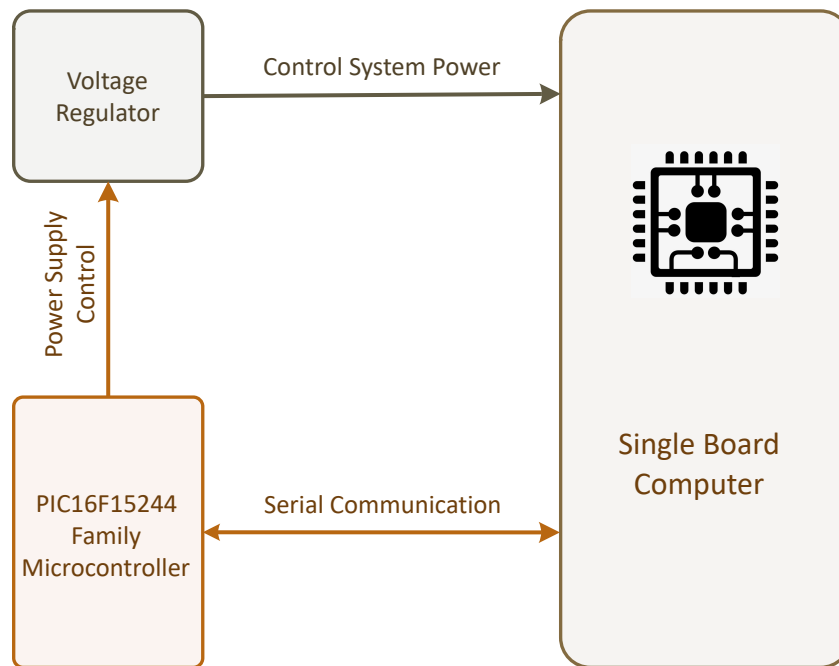 Voltage
Regulator
Control System Power
Power Supply
Control
Single Board
Computer
PIC16F15244
Family
Microcontroller
Serial Communication